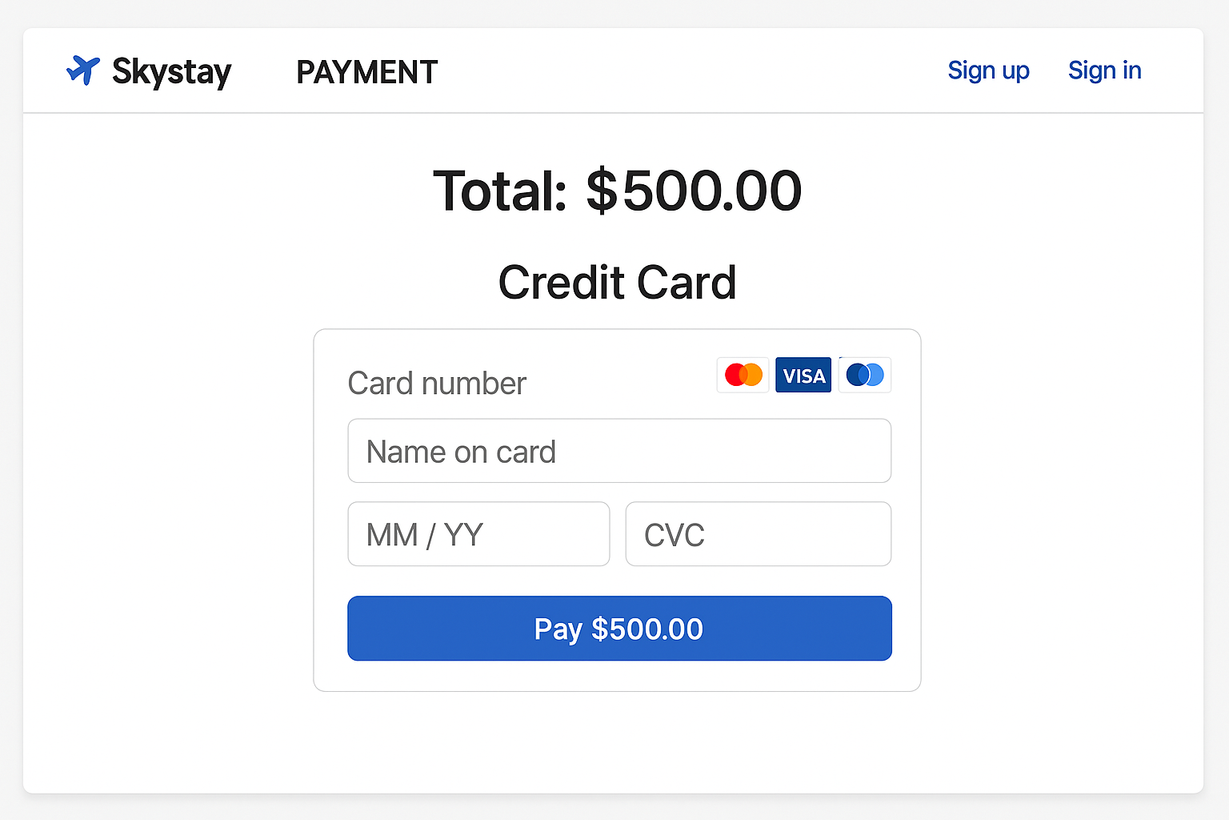 Skystay PAYMENT Sign up Sign in
Total: $500.00
Credit Card
Card number VISA
Name on card
MM / YY CVC
Pay $500.00